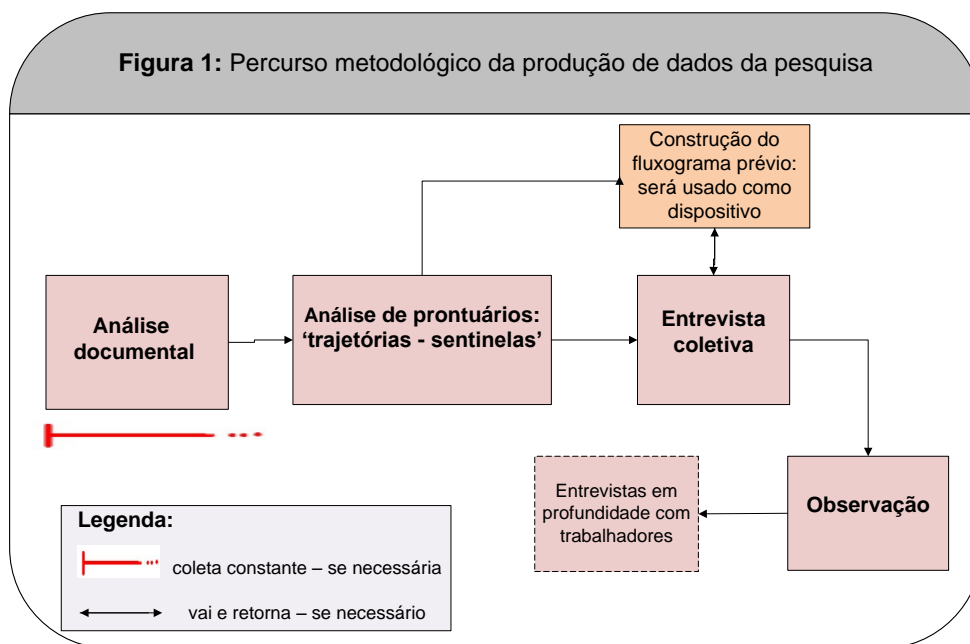 Figura 1: Percurso metodológico da produção de dados da pesquisa
Construção do
fluxograma prévio:
será usado como
dispositivo
Análise
documental
Análise de prontuários:
‘trajetórias - sentinelas’
Entrevista
coletiva
Entrevistas em
profundidade com
trabalhadores
Observação
Legenda:
coleta constante – se necessária
vai e retorna – se necessário